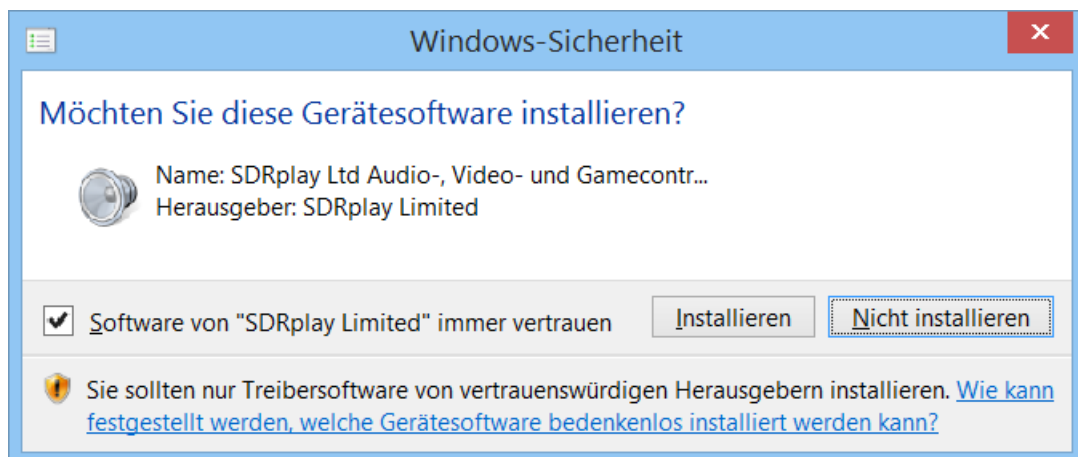 Windows-Sicherheit
Möchten Sie diese Gerätesoftware installieren?
Name: SDRplay Ltd Audio-, Video- und Gamecontr...
Herausgeber: SDRplay Limited
Software von "SDRplay Limited" immer vertrauen
Installieren
Nicht installieren
Sie sollten nur Treibersoftware von vertrauenswürdigen Herausgebern installieren. Wie kann
festgestellt werden, welche Gerätesoftware bedenkenlos installiert werden kann?